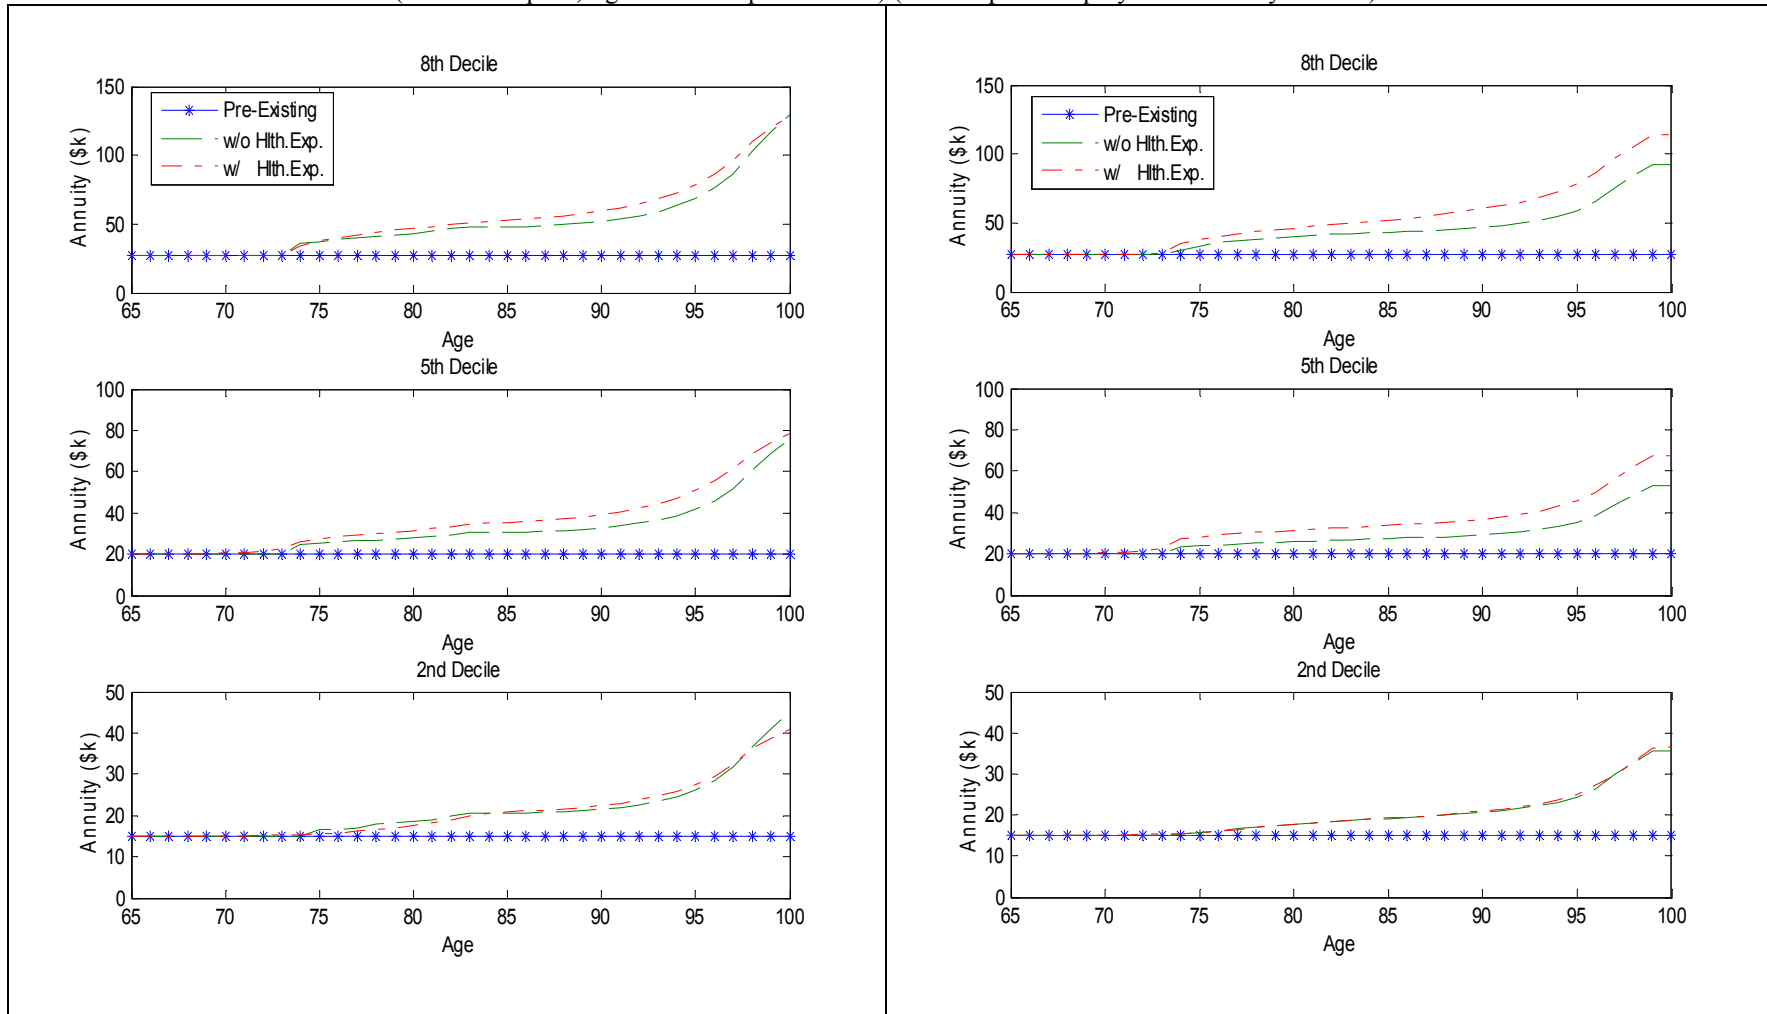 8th Decile
150
100
50
0
Annuity ($k)
Pre-Existing
w/o Hlth.Exp.
w/ Hlth.Exp.
65 70 75 80 85 90 95 100
Age
5th Decile
100
80
60
40
20
0
Annuity ($k)
65 70 75 80 85 90 95 100
Age
2nd Decile
50
40
30
20
10
0
Annuity ($k)
65 70 75 80 85 90 95 100
Age
8th Decile
150
100
50
0
Annuity ($k)
Pre-Existing
w/o Hlth.Exp.
w/ Hlth.Exp.
65 70 75 80 85 90 95 100
Age
5th Decile
100
80
60
40
20
0
Annuity ($k)
65 70 75 80 85 90 95 100
Age
2nd Decile
50
40
30
20
10
0
Annuity ($k)
65 70 75 80 85 90 95 100
Age